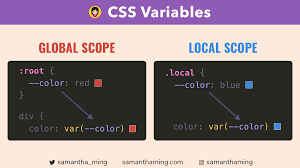 CSS Variables
GLOBAL SCOPE
:root {
--color: red
}
div {
color: var(--color)
}
LOCAL SCOPE
.local {
--color: blue
color: var(--color)
}
samantha_ming
samanthaming.com
samanthaming